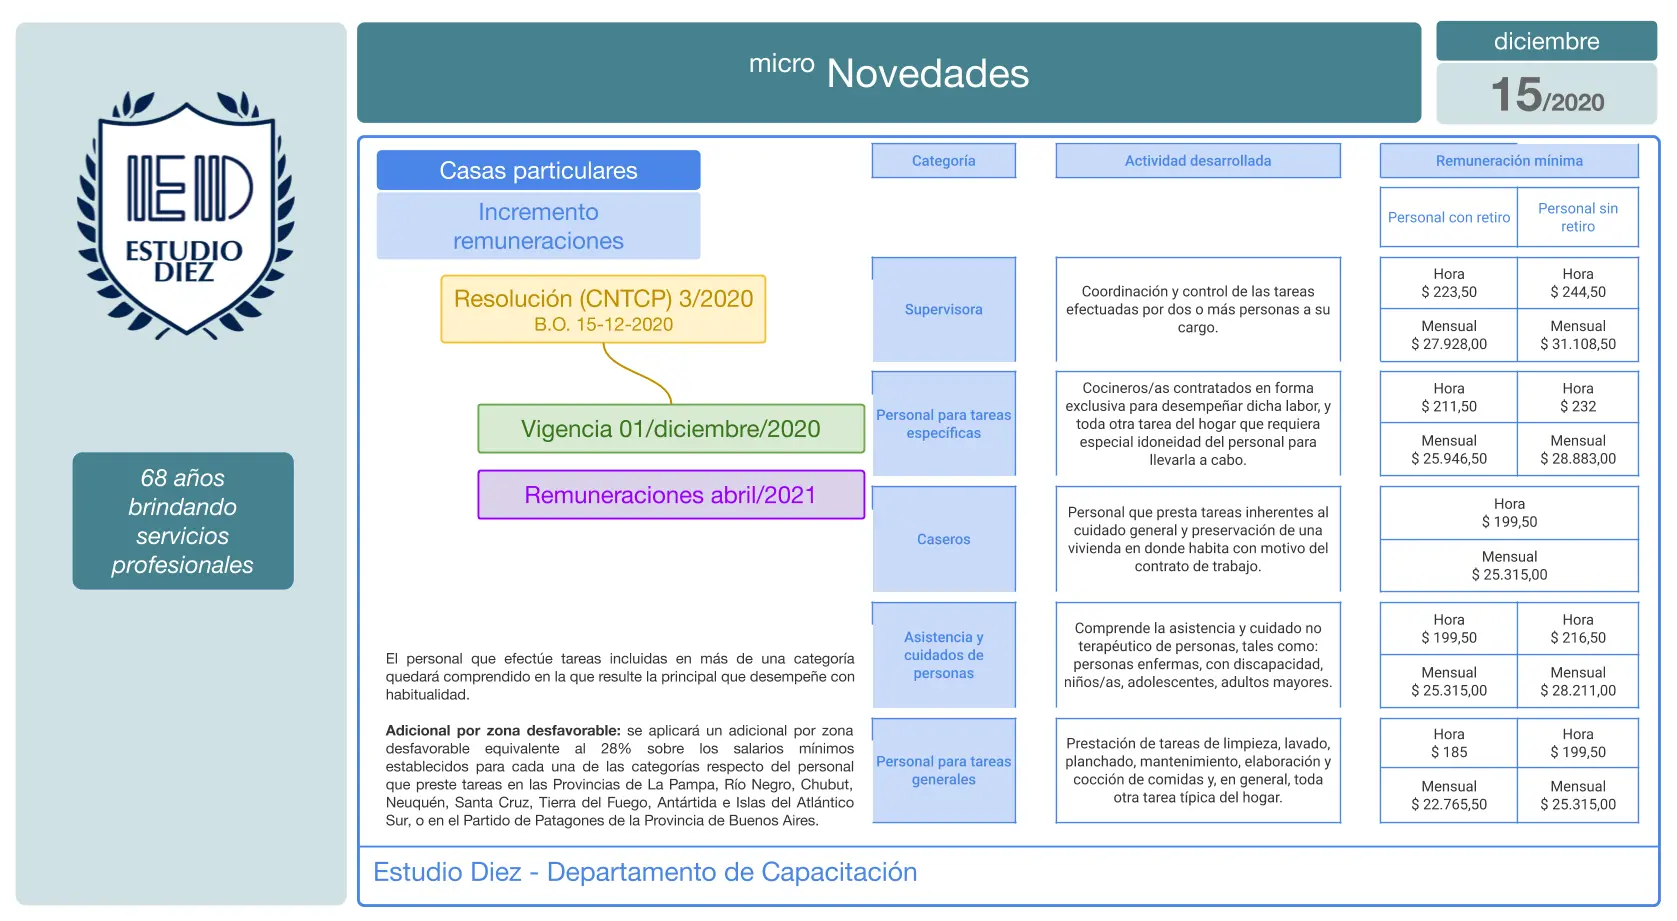 ED
ESTUDIO
DIEZ
68 años
brindando
servicios
profesionales
micro Novedades
diciembre
15/2020
Casas particulares
Incremento
remuneraciones
Resolución (CNTCP) 3/2020
B.O. 15-12-2020
Vigencia 01/diciembre/2020
Remuneraciones abril/2021
El personal que efectúe tareas incluidas en más de una categoría
quedará comprendido en la que resulte la principal que desempeñe con
habitualidad.
Adicional por zona desfavorable: se aplicará un adicional por zona
desfavorable equivalente al 28% sobre los salarios mínimos
establecidos para cada una de las categorías respecto del personal
que preste tareas en las Provincias de La Pampa, Río Negro, Chubut,
Neuquén, Santa Cruz, Tierra del Fuego, Antártida e Islas del Atlántico
Sur, o en el Partido de Patagones de la Provincia de Buenos Aires.
Categoría
Actividad desarrollada
Remuneración mínima
Personal con retiro
Personal sin
retiro
Supervisora
Coordinación y control de las tareas
efectuadas por dos o más personas a su
cargo.
Hora
$ 223,50
Hora
$ 244,50
Mensual
$ 27.928,00
Mensual
$ 31.108,50
Personal para tareas
específicas
Cocineros/as contratados en forma
exclusiva para desempeñar dicha labor, y
toda otra tarea del hogar que requiera
especial idoneidad del personal para
llevarla a cabo.
Hora
$ 211,50
Hora
$ 232
Mensual
$ 25.946,50
Mensual
$ 28.883,00
Caseros
Personal que presta tareas inherentes al
cuidado general y preservación de una
vivienda en donde habita con motivo del
contrato de trabajo.
Hora
$ 199,50
Mensual
$ 25.315,00
Asistencia y
cuidados de
personas
Comprende la asistencia y cuidado no
terapéutico de personas, tales como:
personas enfermas, con discapacidad,
niños/as, adolescentes, adultos mayores.
Hora
$ 199,50
Hora
$ 216,50
Mensual
$ 25.315,00
Mensual
$ 28.211,00
Personal para tareas
generales
Prestación de tareas de limpieza, lavado,
planchado, mantenimiento, elaboración y
cocción de comidas y, en general, toda
otra tarea típica del hogar.
Hora
$ 185
Hora
$ 199,50
Mensual
$ 22.765,50
Mensual
$ 25.315,00
Estudio Diez - Departamento de Capacitación